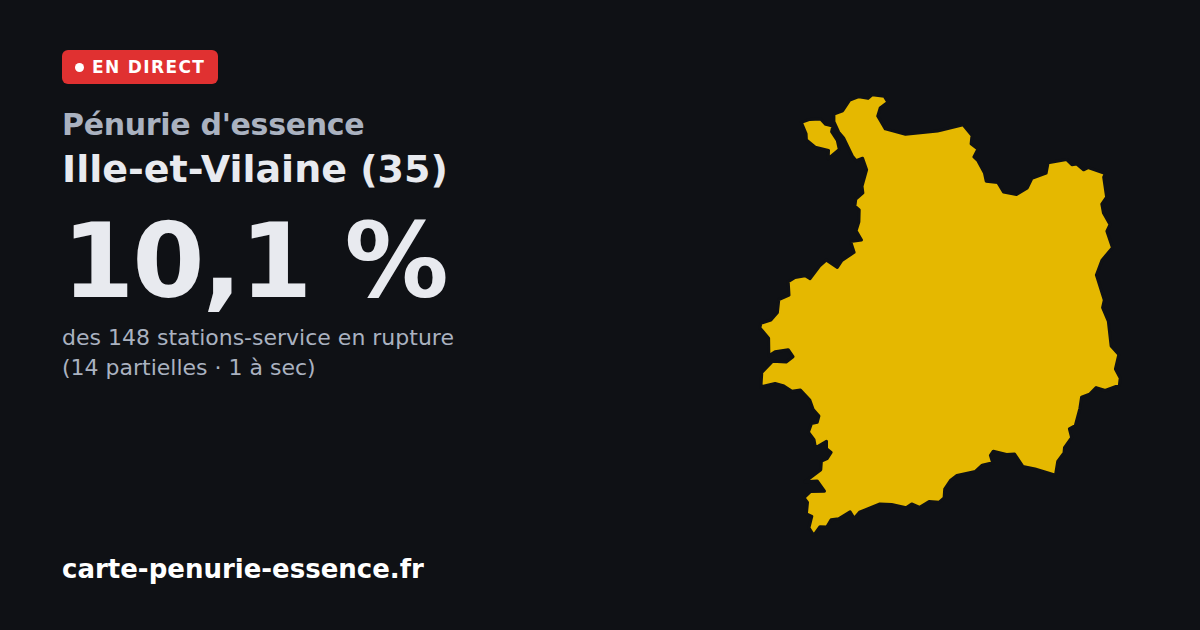 EN DIRECT
Pénurie d'essence
Ille-et-Vilaine (35)
10,1 %
des 148 stations-service en rupture
(14 partielles · 1 à sec)
carte-penurie-essence.fr